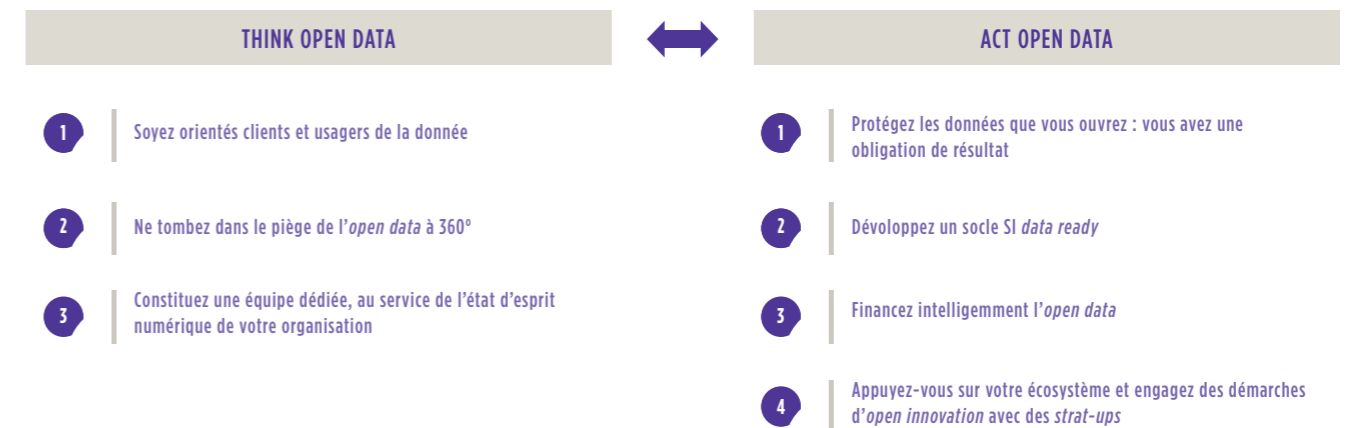 THINK OPEN DATA
1
Soyez orientés clients et usagers de la donnée
2
Ne tombez dans le piège de l'open data à 360°
3
Constituez une équipe dédiée, au service de l'état d'esprit
numérique de votre organisation
ACT OPEN DATA
1
Protégez les données que vous ouvrez : vous avez une
obligation de résultat
2
Dévoloppez un socle SI data ready
3
Financez intelligemment l'open data
4
Appuyez-vous sur votre écosystème et engagez des démarches
d'open innovation avec des strat-ups